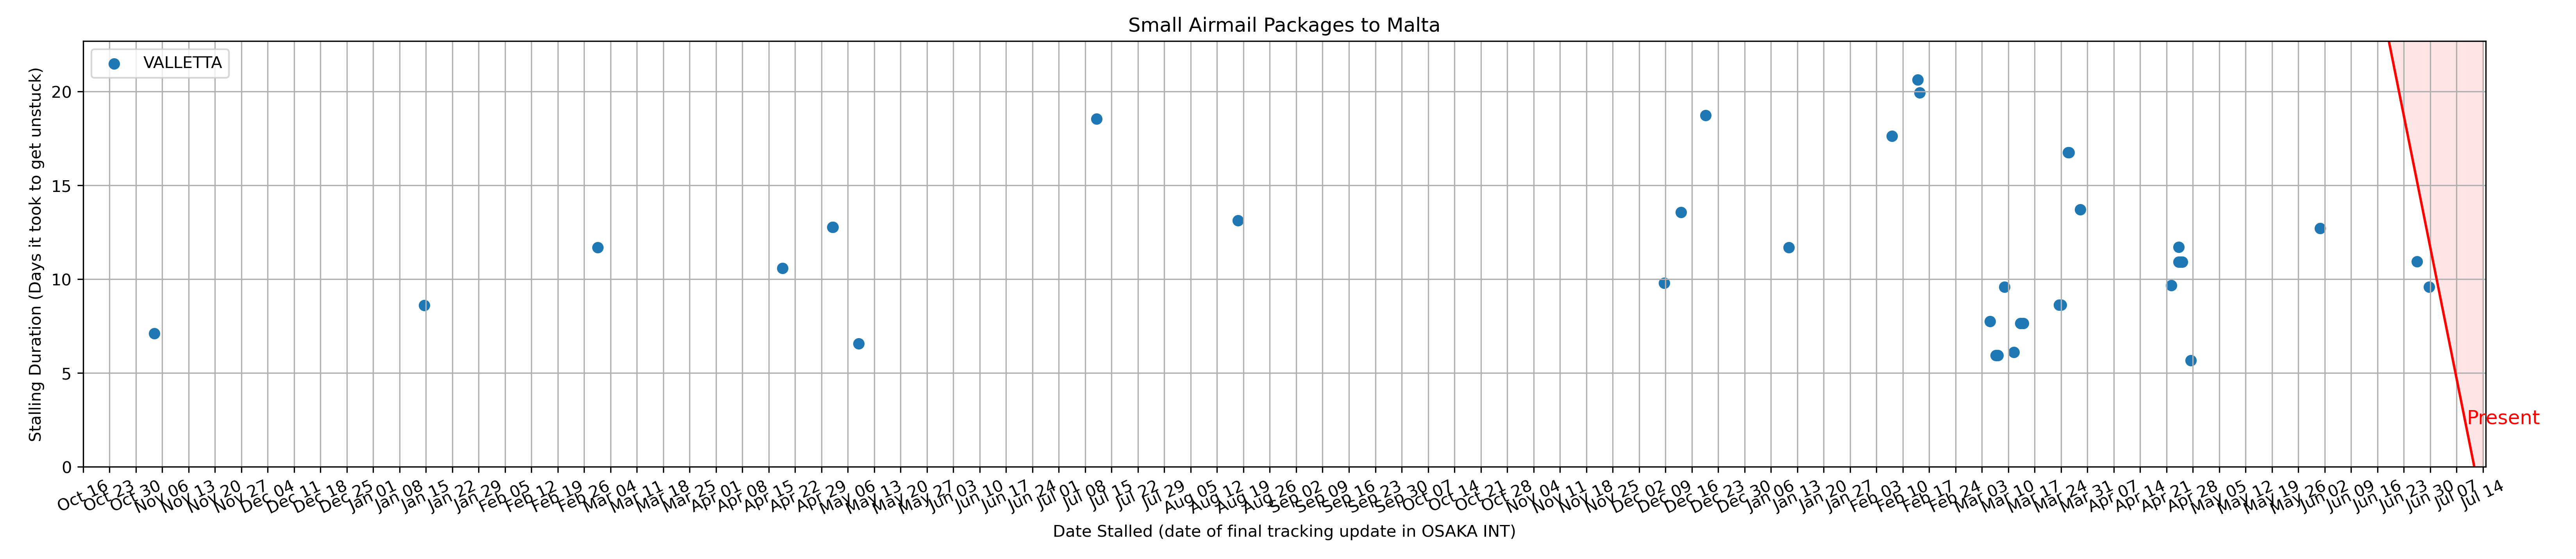 Small Airmail Packages to Malta
VALLETTA
Stalling Duration (Days it took to get unstuck)
20
15
10
5
0
Present
Oct 16 Oct 23 Oct 30 Nov 06 Nov 13 Nov 20 Nov 27 Dec 04 Dec 11 Dec 18 Dec 25 Jan 01 Jan 08 Jan 15 Jan 22 Jan 29 Feb 05 Feb 12 Feb 19 Feb 26 Mar 04 Mar 11 Mar 18 Mar 25 Apr 01 Apr 08 Apr 15 Apr 22 Apr 29 May 06 May 13 May 20 May 27 Jun 03 Jun 10 Jun 17 Jun 24 Jul 01 Jul 08 Jul 15 Jul 22 Jul 29 Aug 05 Aug 12 Aug 19 Aug 26 Sep 02 Sep 09 Sep 16 Sep 23 Sep 30 Oct 07 Oct 14 Oct 21 Oct 28 Nov 04 Nov 11 Nov 18 Nov 25 Dec 02 Dec 09 Dec 16 Dec 23 Dec 30 Jan 06 Jan 13 Jan 20 Jan 27 Feb 03 Feb 10 Feb 17 Feb 24 Mar 03 Mar 10 Mar 17 Mar 24 Mar 31 Apr 07 Apr 14 Apr 21 Apr 28 May 05 May 12 May 19 May 26 Jun 02 Jun 09 Jun 16 Jun 23 Jun 30 Jul 07 Jul 14
Date Stalled (date of final tracking update in OSAKA INT)